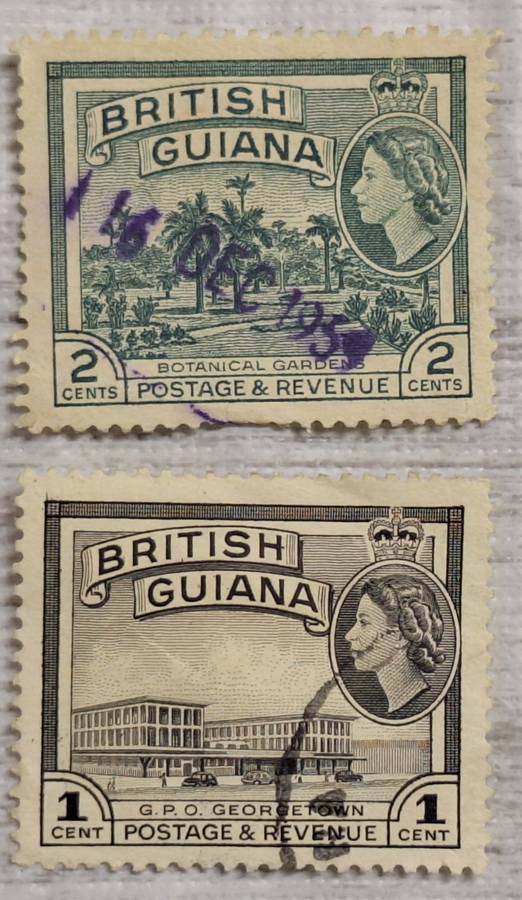 BRITISH
GUIANA
16 DEC 195
BOTANICAL GARDENS
2 CENTS
POSTAGE & REVENUE
2 CENTS
BRITISH
GUIANA
G.P.O. GEORGETOWN
1 CENT
POSTAGE & REVENUE
1 CENT